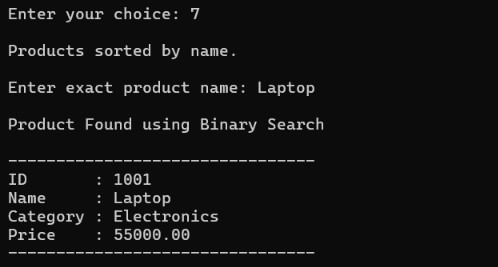 Enter your choice: 7
Products sorted by name.
Enter exact product name: Laptop
Product Found using Binary Search
--------------------------------
ID       : 1001
Name     : Laptop
Category : Electronics
Price    : 55000.00
--------------------------------